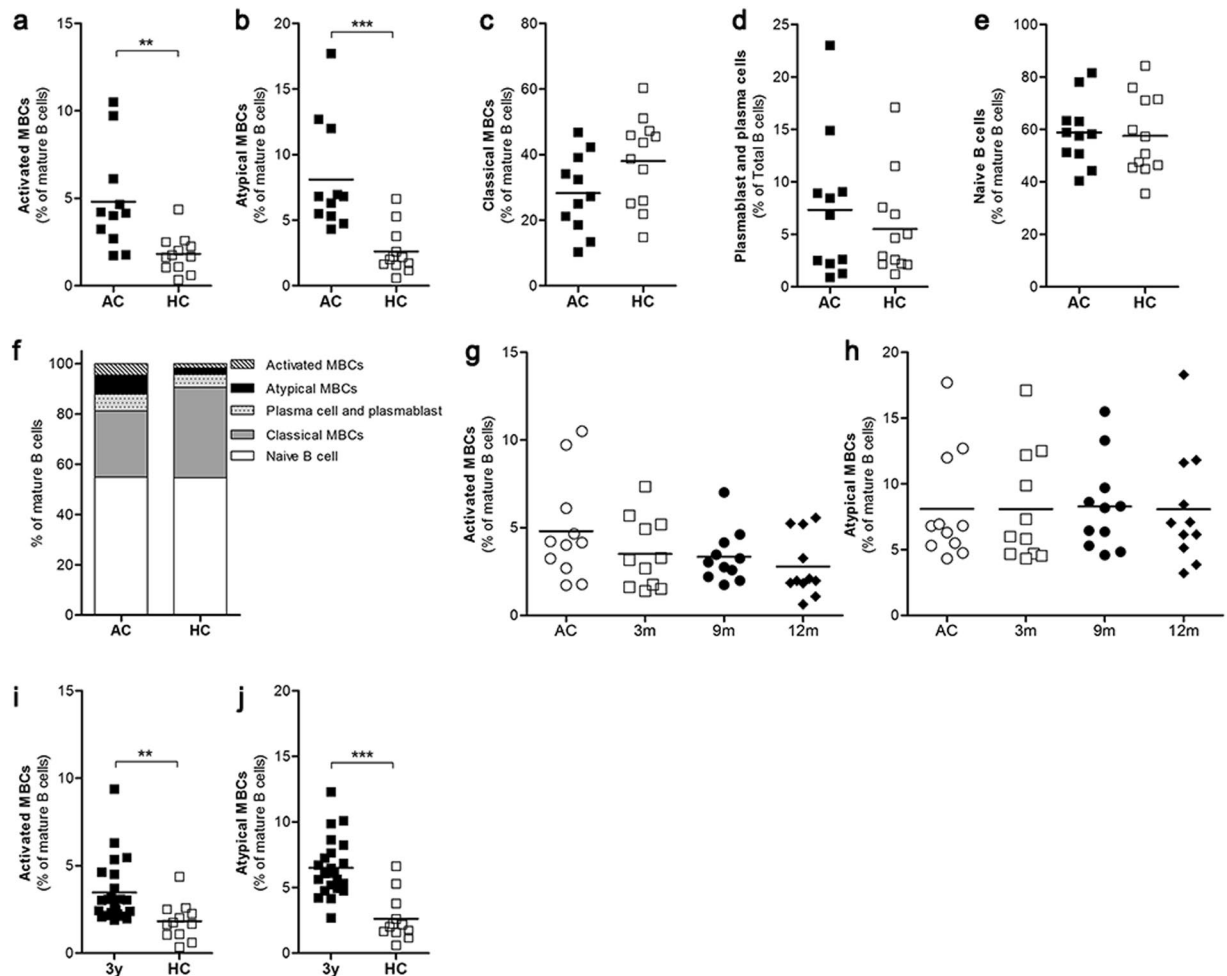 a
Activated MBCs
(% of mature B cells)
15
10
5
0
**
AC HC
b
Atypical MBCs
(% of mature B cells)
20
15
10
5
0
***
AC HC
c
Classical MBCs
(% of mature B cells)
80
60
40
20
0
AC HC
d
Plasmablast and plasma cells
(% of Total B cells)
25
20
15
10
5
0
AC HC
e
Naive B cells
(% of mature B cells)
100
80
60
40
20
0
AC HC
f
% of mature B cells
100
80
60
40
20
0
AC HC
Activated MBCs
Atypical MBCs
Plasma cell and plasmablast
Classical MBCs
Naive B cell
g
Activated MBCs
(% of mature B cells)
15
10
5
0
AC 3m 9m 12m
h
Atypical MBCs
(% of mature B cells)
20
15
10
5
0
AC 3m 9m 12m
i
Activated MBCs
(% of mature B cells)
15
10
5
0
**
3y HC
j
Atypical MBCs
(% of mature B cells)
20
15
10
5
0
***
3y HC